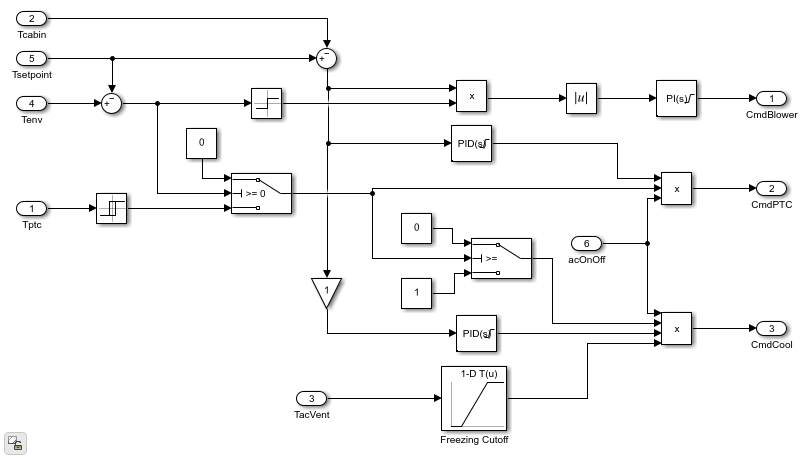 2
Tcabin
5
Tsetpoint
−
+
4
Tenv
−
+
x
|u|
PI(s)
1
CmdBlower
0
PID(s)
>= 0
1
Tptc
x
2
CmdPTC
0
>=
6
acOnOff
1
1
PID(s)
x
3
CmdCool
1-D T(u)
3
TacVent
Freezing Cutoff